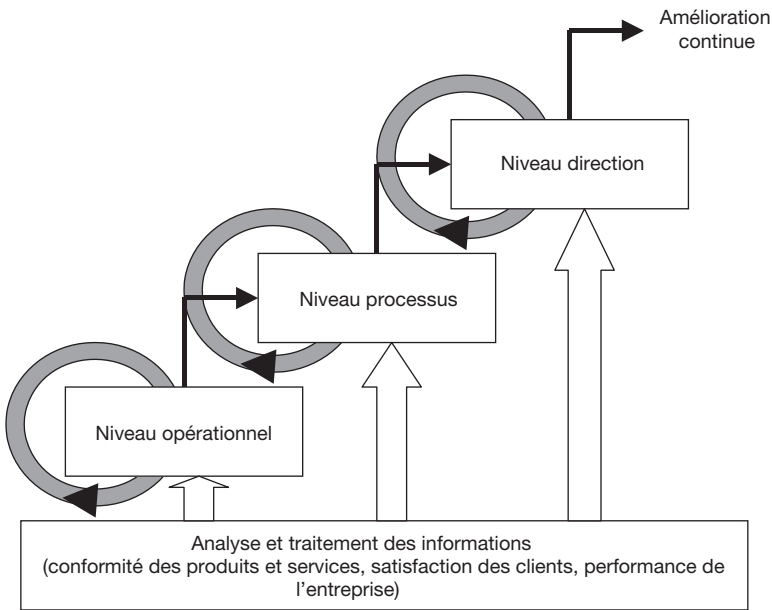 Amélioration
continue
Niveau direction
Niveau processus
Niveau opérationnel
Analyse et traitement des informations
(conformité des produits et services, satisfaction des clients, performance de
l'entreprise)